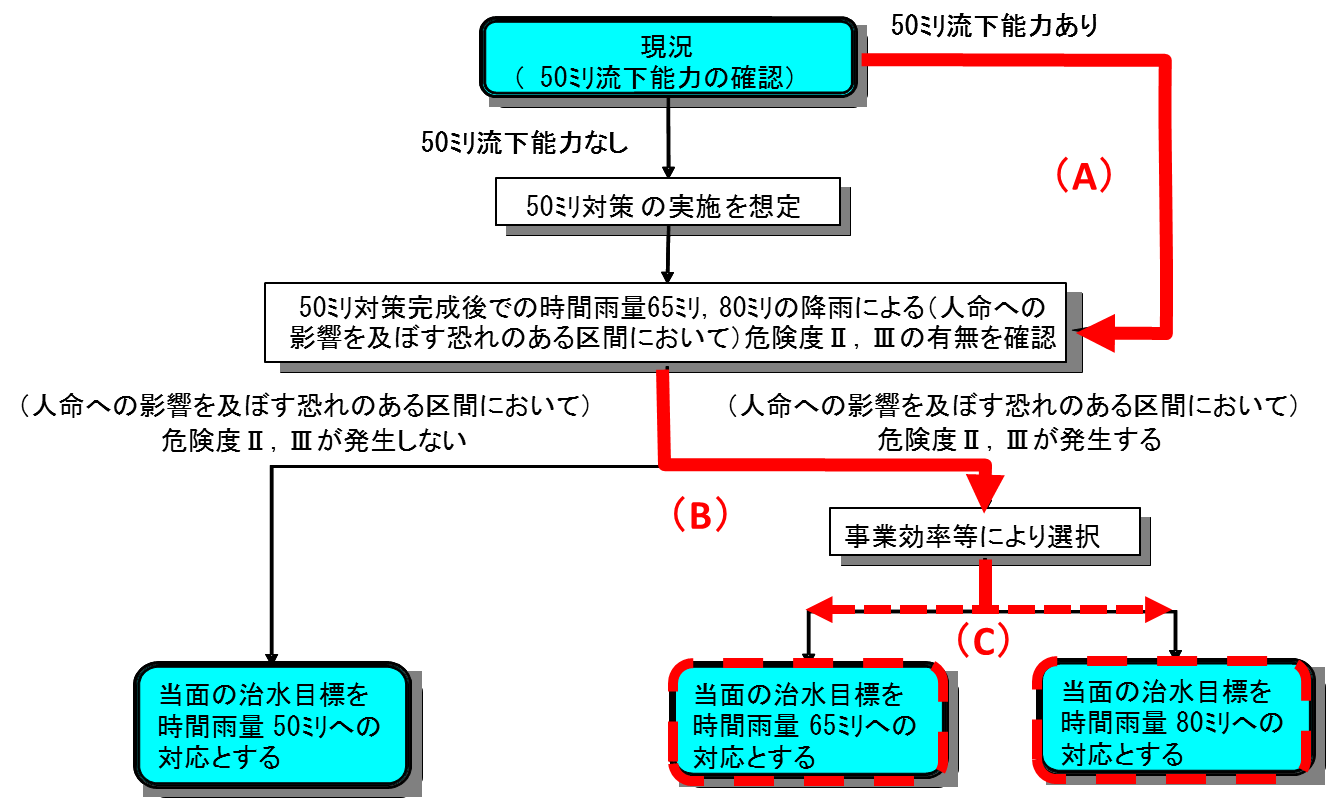 50ﾐﾘ流下能力あり
現況
( 50ﾐﾘ流下能力の確認)
50ﾐﾘ流下能力なし
(A)
50ﾐﾘ対策 の実施を想定
50ﾐﾘ対策完成後での時間雨量65ﾐﾘ, 80ﾐﾘの降雨による(人命への
影響を及ぼす恐れのある区間において)危険度Ⅱ, Ⅲの有無を確認
(人命への影響を及ぼす恐れのある区間において)
危険度Ⅱ, Ⅲが発生しない
(人命への影響を及ぼす恐れのある区間において)
危険度Ⅱ, Ⅲが発生する
(B)
事業効率等により選択
(C)
当面の治水目標を
時間雨量 50ﾐﾘへの
対応とする
当面の治水目標を
時間雨量 65ﾐﾘへの
対応とする
当面の治水目標を
時間雨量 80ﾐﾘへの
対応とする